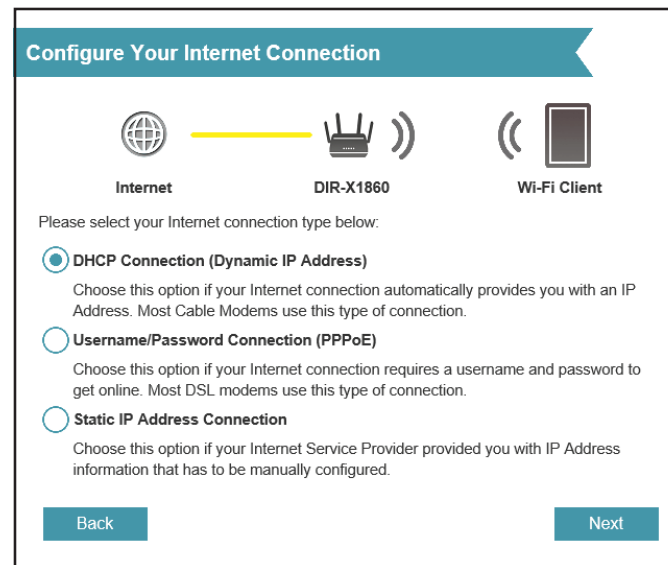 Configure Your Internet Connection
Internet
DIR-X1860
Wi-Fi Client
Please select your Internet connection type below:
DHCP Connection (Dynamic IP Address)
Choose this option if your Internet connection automatically provides you with an IP
Address. Most Cable Modems use this type of connection.
Username/Password Connection (PPPoE)
Choose this option if your Internet connection requires a username and password to
get online. Most DSL modems use this type of connection.
Static IP Address Connection
Choose this option if your Internet Service Provider provided you with IP Address
information that has to be manually configured.
Back
Next